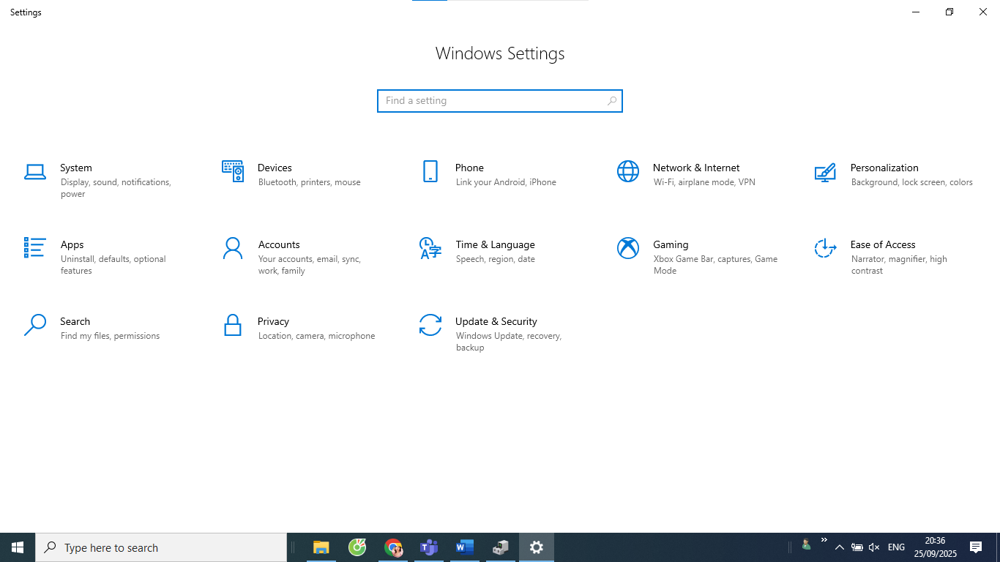 Settings
Windows Settings
Find a setting
System
Display, sound, notifications,
power
Devices
Bluetooth, printers, mouse
Phone
Link your Android, iPhone
Network & Internet
Wi-Fi, airplane mode, VPN
Personalization
Background, lock screen, colors
Apps
Uninstall, defaults, optional
features
Accounts
Your accounts, email, sync,
work, family
Time & Language
Speech, region, date
Gaming
Xbox Game Bar, captures, Game
Mode
Ease of Access
Narrator, magnifier, high
contrast
Search
Find my files, permissions
Privacy
Location, camera, microphone
Update & Security
Windows Update, recovery,
backup
Type here to search
ENG
20:36
25/09/2025